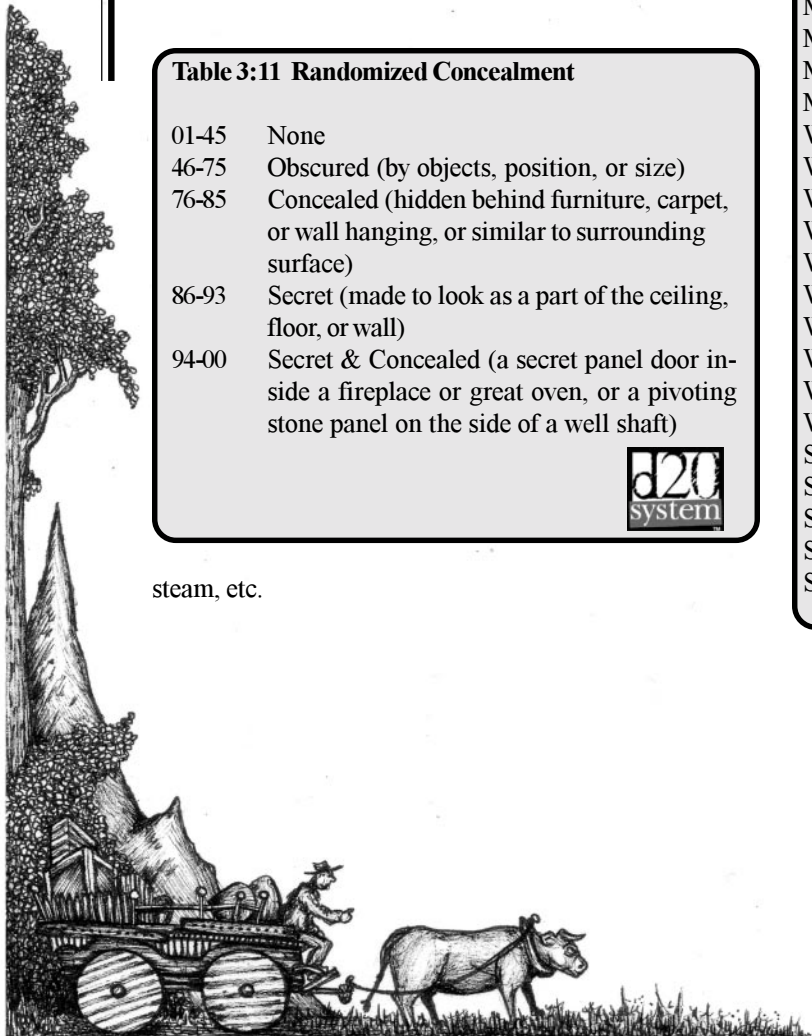 Table 3:11 Randomized Concealment
01-45 None
46-75 Obscured (by objects, position, or size)
76-85 Concealed (hidden behind furniture, carpet,
or wall hanging, or similar to surrounding
surface)
86-93 Secret (made to look as a part of the ceiling,
floor, or wall)
94-00 Secret & Concealed (a secret panel door in-
side a fireplace or great oven, or a pivoting
stone panel on the side of a well shaft)
d20
system
steam, etc.